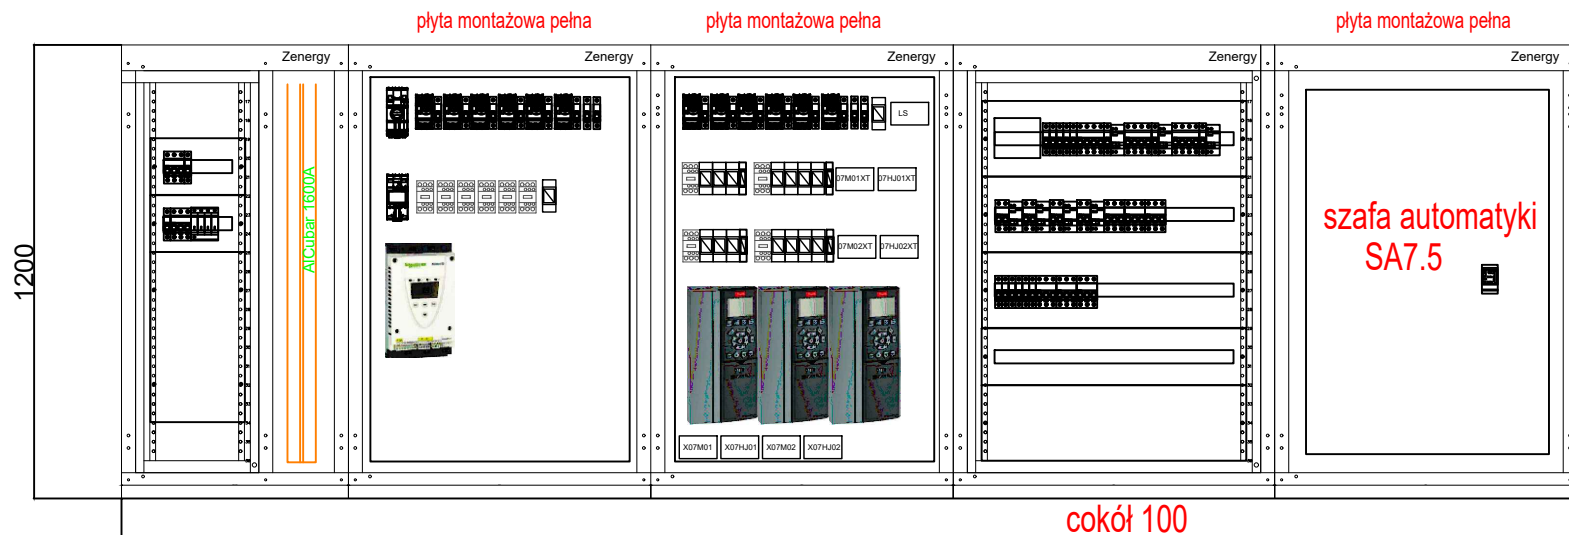 płyta montażowa pełna
płyta montażowa pełna
płyta montażowa pełna
Zenergy
Zenergy
Zenergy
Zenergy
Zenergy
1200
AlCubar 1600A
LS
07M01XT
07HJ01XT
07M02XT
07HJ02XT
X07M01
X07HJ01
X07M02
X07HJ02
szafa automatyki
SA7.5
cokół 100